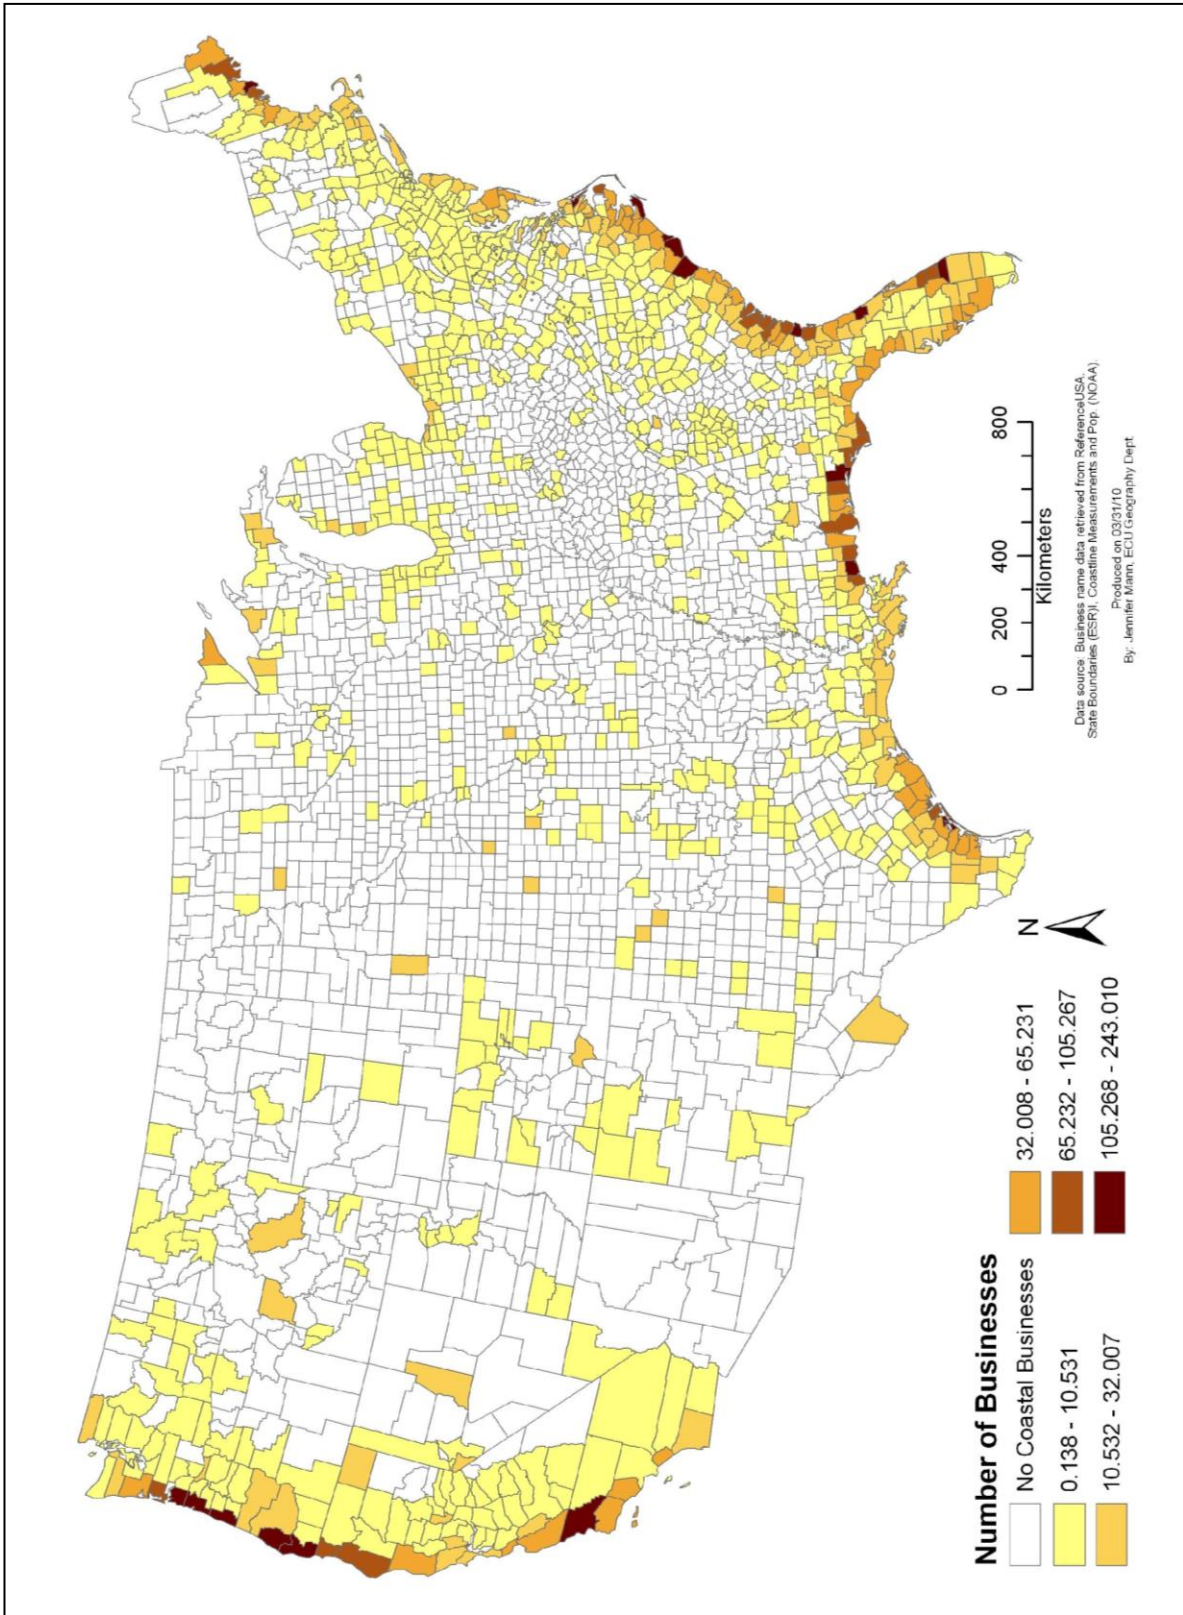 Number of Businesses
No Coastal Businesses
0.138 - 10.531
10.532 - 32.007
32.008 - 65.231
65.232 - 105.267
105.268 - 243.010
N
0 200 400 800
Kilometers
Data source: Business name data retrieved from ReferenceUSA,
State Boundaries (ESRI), Coastline Measurements and Pop. (NOAA).
Produced on 03/31/10
By: Jennifer Mann, ECU Geography Dept.